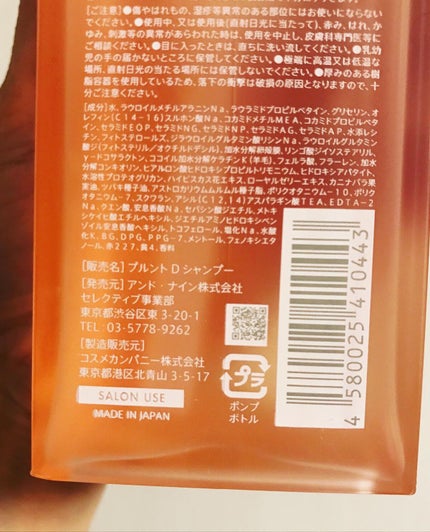 でください。
[ご注意]●傷やはれもの、湿疹等異常のある部位にはお使いにならない
でください。●使用中、又は使用後(直射日光に当たって)、赤み、はれ、か
ゆみ、刺激等の異常があらわれた時は、使用を中止し、皮膚科専門医等に
ご相談ください。●目に入ったときは、直ちに洗い流してください。●乳幼
児の手の届かないところに保管してください。●極端に高温又は低温な
場所、直射日光の当たる場所には保管しないでください。●厚みのある樹
脂容器を使用しているため、落下の衝撃は破損の原因となりますので、十
分ご注意ください。
[成分]水、ラウロイルメチルアラニンNa、ラウラミドプロピルベタイン、グリセリン、オ
レフィン(C14-16)スルホン酸Na、コカミドメチルMEA、コカミドプロピルベタ
イン、セラミドEOP、セラミドNG、セラミドNP、セラミドAG、セラミドAP、水添レシ
チン、フィトステロールズ、ジラウロイルグルタミン酸リシンNa、ラウロイルグルタミン
酸ジ(フィトステリル/オクチルドデシル)、加水分解卵殻膜、リンゴ酸ジイソステアリル、
γ-ドコサラクトン、ココイル加水分解ケラチンK(羊毛)、フェルラ酸、フラーレン、加水
分解コンキオリン、ヒアルロン酸ヒドロキシプロピルトリモニウム、ヒドロキシアパタイト、
水溶性プロテオグリカン、ハイビスカス花エキス、ローヤルゼリーエキス、カニナバラ果
実油、ツバキ種子油、アストロカリウムムルムル種子脂、ポリクオタニウム-10、ポリ
クオタニウム-7、スクワラン、アシル(C12,14)アスパラギン酸TEA、EDTA-2
Na、クエン酸、安息香酸Na、セバシン酸ジエチル、メトキ
シケイヒ酸エチルヘキシル、ジエチルアミノヒドロキシベン
ゾイル安息香酸ヘキシル、トコフェロール、塩化Na、水酸
化K、BG、DPG、PPG-7、メントール、フェノキシエタ
ノール、赤227、黄4、香料
[販売名]プルント D シャンプー
[発売元]アンド・ナイン株式会社
セレクティブ事業部
東京都渋谷区東 3-20-1
TEL:03-5778-9262
[製造販売元]
コスメカンパニー株式会社
東京都港区北青山 3-5-17
SALON USE
MADE IN JAPAN
プラ
ポンプ
ボトル
4 580025 410443